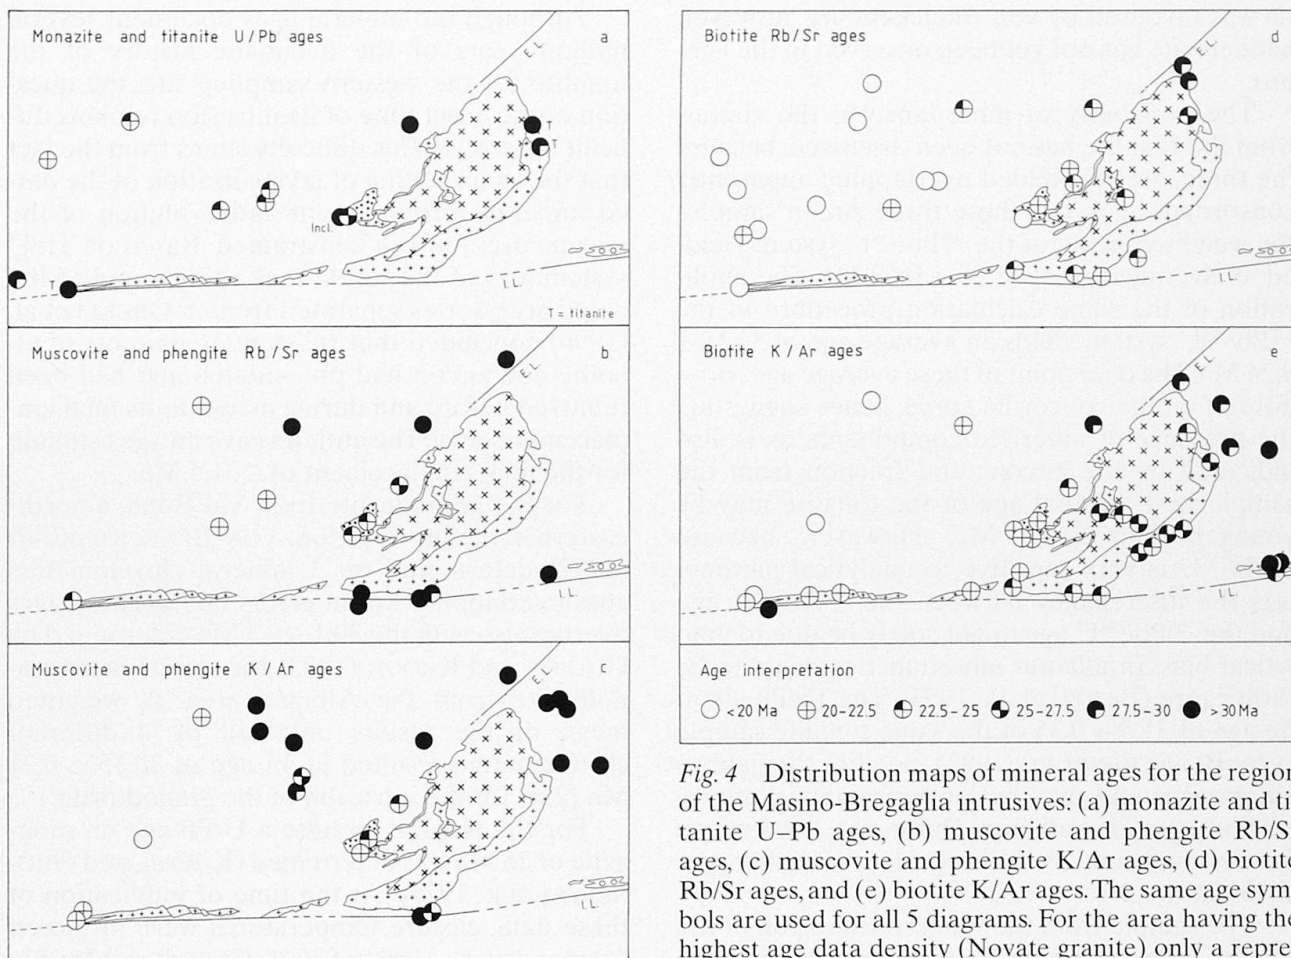 Monazite and titanite U/Pb ages
a
E.L.
T
T
Incl.
T
I.L.
T = titanite
Muscovite and phengite Rb/Sr ages
b
E.L.
I.L.
Muscovite and phengite K/Ar ages
c
E.L.
I.L.
Biotite Rb/Sr ages
d
E.L.
I.L.
Biotite K/Ar ages
e
E.L.
I.L.
Age interpretation
<20 Ma 20-22.5 22.5-25 25-27.5 27.5-30 >30Ma
Fig. 4 Distribution maps of mineral ages for the region
of the Masino-Bregaglia intrusives: (a) monazite and ti-
tanite U–Pb ages, (b) muscovite and phengite Rb/S
ages, (c) muscovite and phengite K/Ar ages, (d) biotite
Rb/Sr ages, and (e) biotite K/Ar ages. The same age sym-
bols are used for all 5 diagrams. For the area having the
highest age data density (Novate granite) only a repre-